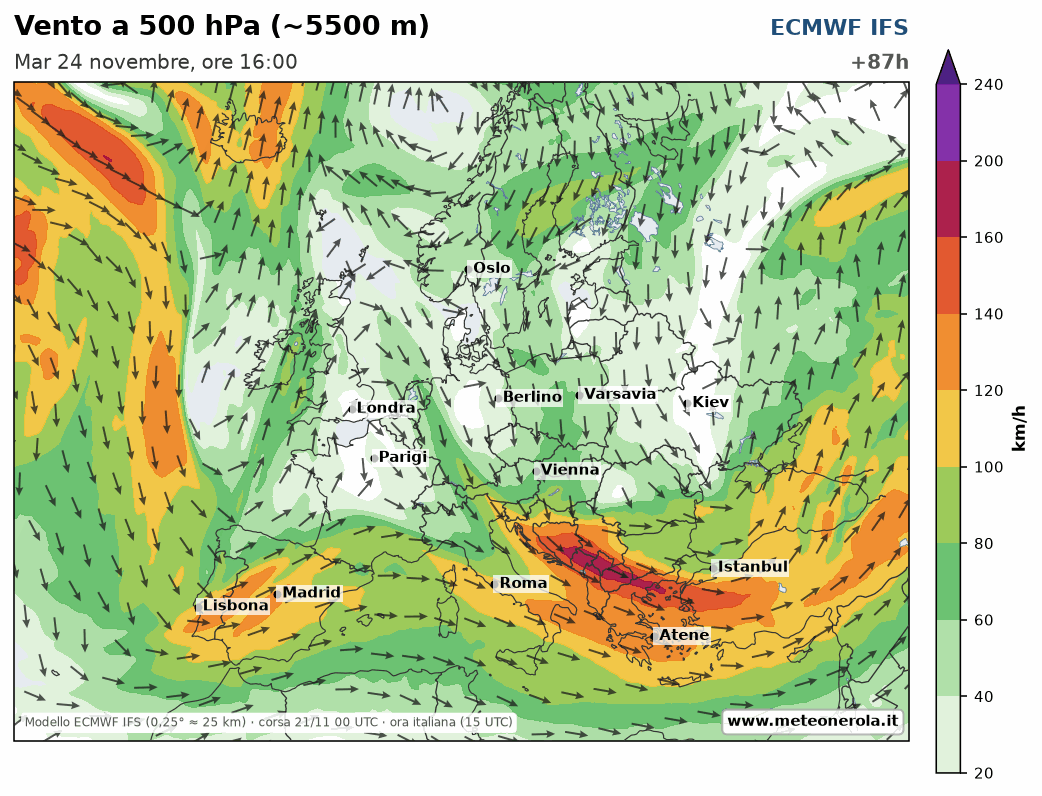 Vento a 500 hPa (~5500 m)
ECMWF IFS
Mar 24 novembre, ore 16:00
+87h
240
200
160
140
120
100
80
60
40
20
km/h
Oslo
Berlino
Varsavia
Kiev
Londra
Parigi
Vienna
Istanbul
Roma
Madrid
Lisbona
Atene
Modello ECMWF IFS (0,25° ≈ 25 km) · corsa 21/11 00 UTC · ora italiana (15 UTC)
www.meteonerola.it